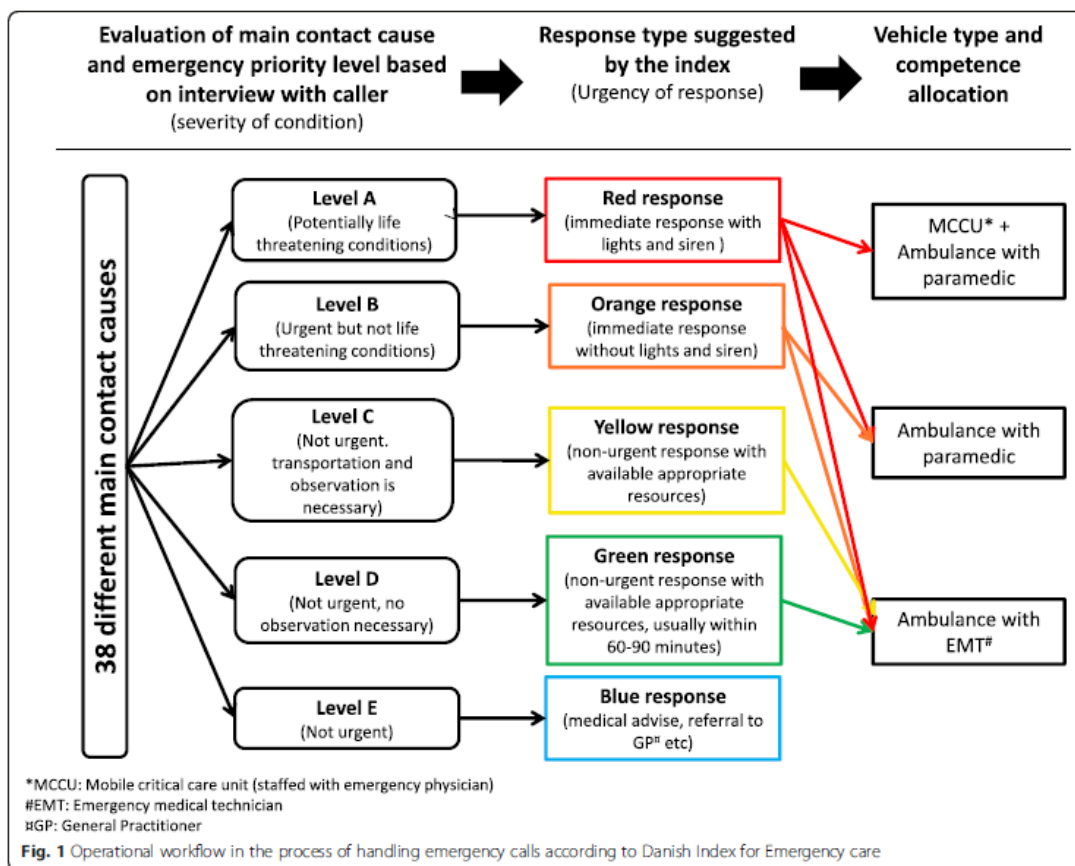 Evaluation of main contact cause
and emergency priority level based
on interview with caller
(severity of condition)
Response type suggested
by the index
(Urgency of response)
Vehicle type and
competence
allocation
38 different main contact causes
Level A
(Potentially life
threatening conditions)
Red response
(immediate response with
lights and siren )
MCCU* +
Ambulance with
paramedic
Level B
(Urgent but not life
threatening conditions)
Orange response
(immediate response
without lights and siren)
Level C
(Not urgent.
transportation and
observation is
necessary)
Yellow response
(non-urgent response with
available appropriate
resources)
Ambulance with
paramedic
Level D
(Not urgent, no
observation necessary)
Green response
(non-urgent response with
available appropriate
resources, usually within
60-90 minutes)
Ambulance with
EMT#
Level E
(Not urgent)
Blue response
(medical advise, referral to
GP¤ etc)
*MCCU: Mobile critical care unit (staffed with emergency physician)
#EMT: Emergency medical technician
¤GP: General Practitioner
Fig. 1 Operational workflow in the process of handling emergency calls according to Danish Index for Emergency care